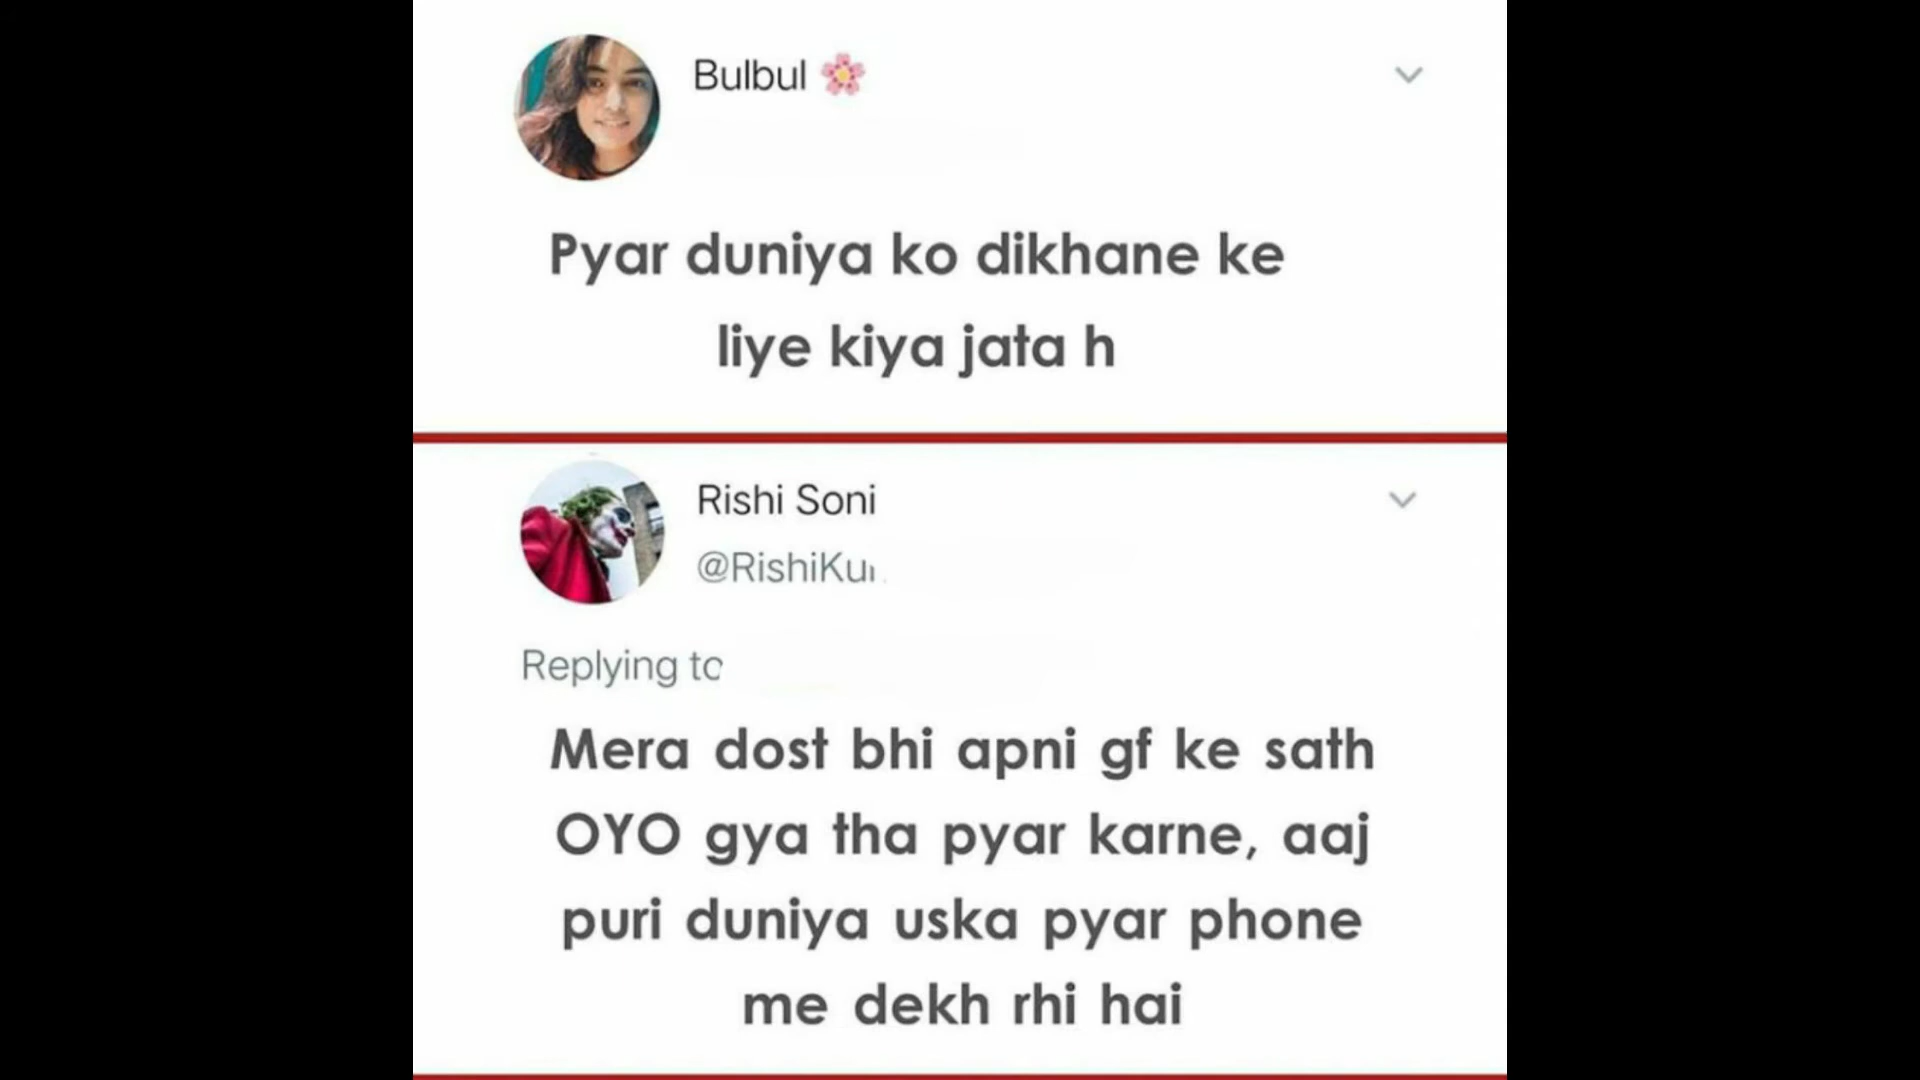 Bulbul 🌸
Pyar duniya ko dikhane ke
liye kiya jata h
Rishi Soni
@RishiKu
Replying to
Mera dost bhi apni gf ke sath
OYO gya tha pyar karne, aaj
puri duniya uska pyar phone
me dekh rhi hai